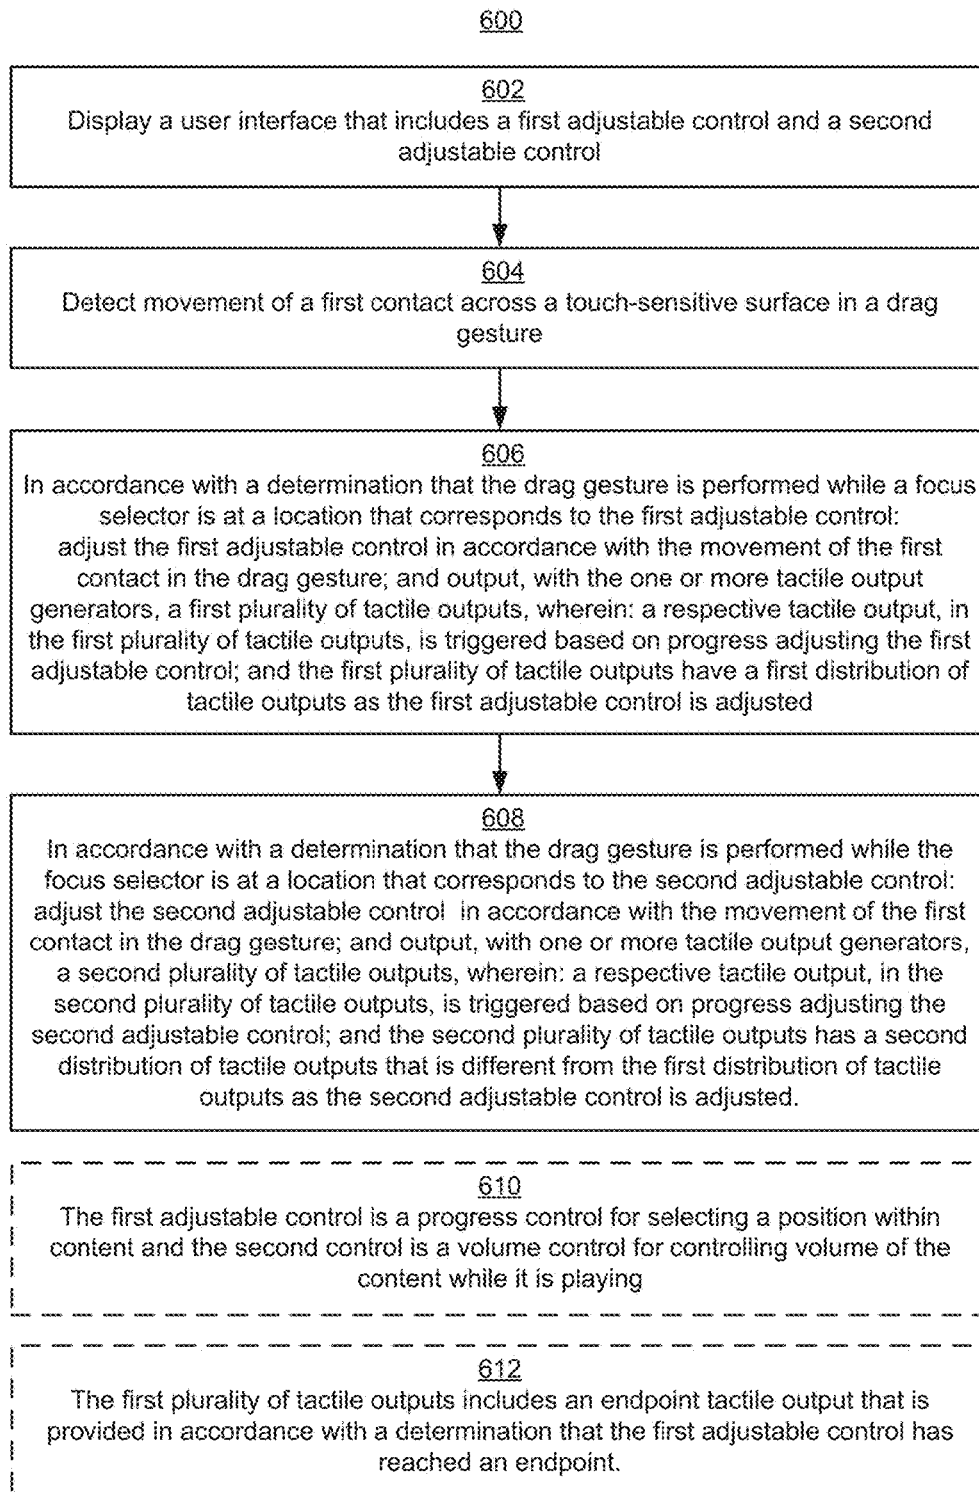 600
602
Display a user interface that includes a first adjustable control and a second
adjustable control
604
Detect movement of a first contact across a touch-sensitive surface in a drag
gesture
606
In accordance with a determination that the drag gesture is performed while a focus
selector is at a location that corresponds to the first adjustable control:
adjust the first adjustable control in accordance with the movement of the first
contact in the drag gesture; and output, with the one or more tactile output
generators, a first plurality of tactile outputs, wherein: a respective tactile output, in
the first plurality of tactile outputs, is triggered based on progress adjusting the first
adjustable control; and the first plurality of tactile outputs have a first distribution of
tactile outputs as the first adjustable control is adjusted
608
In accordance with a determination that the drag gesture is performed while the
focus selector is at a location that corresponds to the second adjustable control:
adjust the second adjustable control in accordance with the movement of the first
contact in the drag gesture; and output, with one or more tactile output generators,
a second plurality of tactile outputs, wherein: a respective tactile output, in the
second plurality of tactile outputs, is triggered based on progress adjusting the
second adjustable control; and the second plurality of tactile outputs has a second
distribution of tactile outputs that is different from the first distribution of tactile
outputs as the second adjustable control is adjusted.
610
The first adjustable control is a progress control for selecting a position within
content and the second control is a volume control for controlling volume of the
content while it is playing
612
The first plurality of tactile outputs includes an endpoint tactile output that is
provided in accordance with a determination that the first adjustable control has
reached an endpoint.